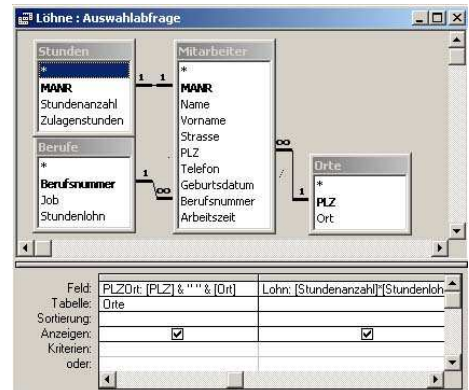 Löhne : Auswahlabfrage
Stunden
*
MANR
Stundenanzahl
Zulagenstunden
Berufe
*
Berufsnummer
Job
Stundenlohn
1 1
1 ∞
Mitarbeiter
*
MANR
Name
Vorname
Strasse
PLZ
Telefon
Geburtsdatum
Berufsnummer
Arbeitszeit
∞
1
Orte
*
PLZ
Ort
Feld: PLZOrt: [PLZ] & " " & [Ort] Lohn: [Stundenanzahl]*[Stundenloh
Tabelle: Orte
Sortierung:
Anzeigen:
Kriterien:
oder: